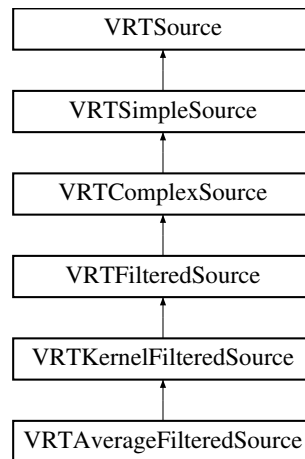 VRTSource
VRTSimpleSource
VRTComplexSource
VRTFilteredSource
VRTKernelFilteredSource
VRTAverageFilteredSource